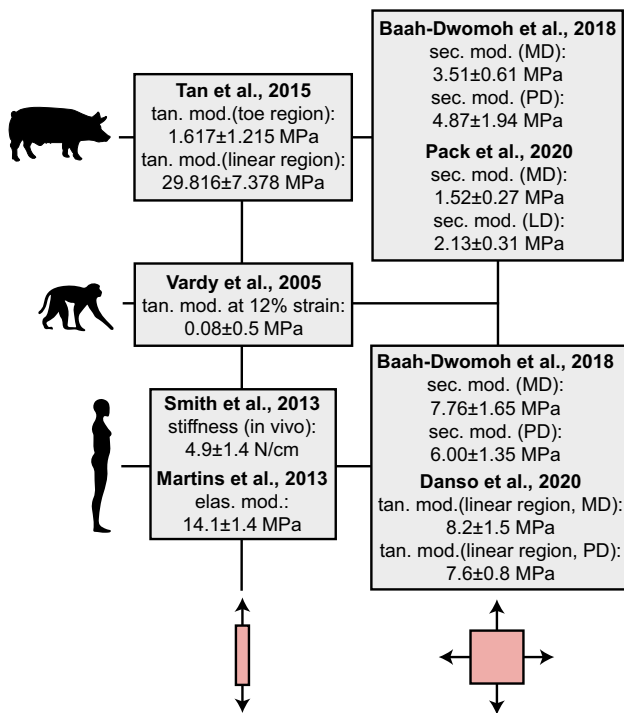 Tan et al., 2015
tan. mod.(toe region):
1.617±1.215 MPa
tan. mod.(linear region):
29.816±7.378 MPa
Baah-Dwomoh et al., 2018
sec. mod. (MD):
3.51±0.61 MPa
sec. mod. (PD):
4.87±1.94 MPa
Pack et al., 2020
sec. mod. (MD):
1.52±0.27 MPa
sec. mod. (LD):
2.13±0.31 MPa
Vardy et al., 2005
tan. mod. at 12% strain:
0.08±0.5 MPa
Smith et al., 2013
stiffness (in vivo):
4.9±1.4 N/cm
Martins et al., 2013
elas. mod.:
14.1±1.4 MPa
Baah-Dwomoh et al., 2018
sec. mod. (MD):
7.76±1.65 MPa
sec. mod. (PD):
6.00±1.35 MPa
Danso et al., 2020
tan. mod.(linear region, MD):
8.2±1.5 MPa
tan. mod.(linear region, PD):
7.6±0.8 MPa